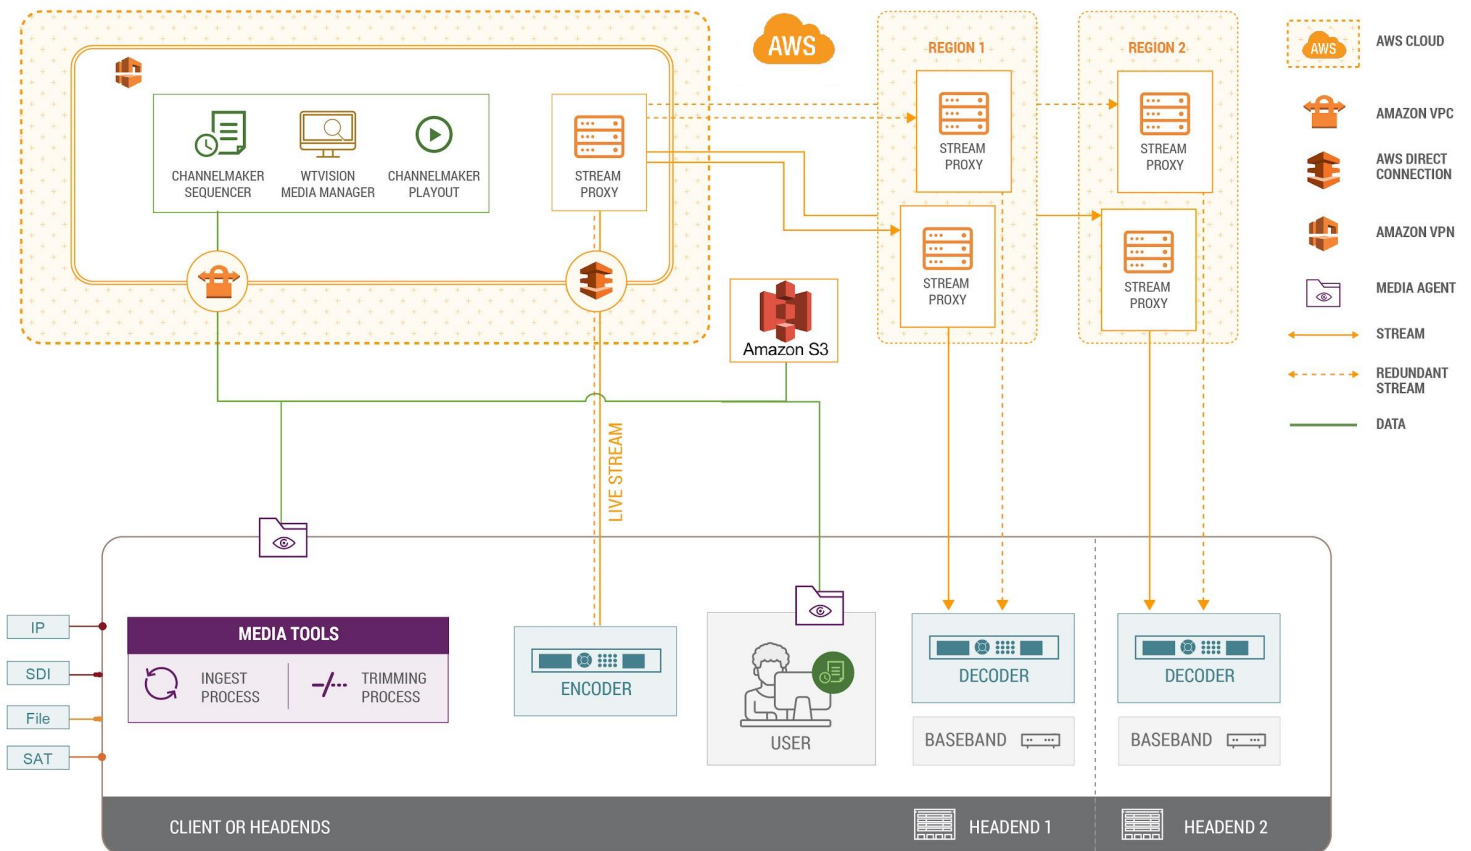 AWS
REGION 1
REGION 2
AWS
AWS CLOUD
AMAZON VPC
AWS DIRECT
CONNECTION
AMAZON VPN
MEDIA AGENT
STREAM
REDUNDANT
STREAM
DATA
CHANNELMAKER
SEQUENCER
WTVISION
MEDIA MANAGER
CHANNELMAKER
PLAYOUT
STREAM
PROXY
STREAM
PROXY
STREAM
PROXY
STREAM
PROXY
STREAM
PROXY
Amazon S3
LIVE STREAM
IP
SDI
File
SAT
MEDIA TOOLS
INGEST
PROCESS
TRIMMING
PROCESS
ENCODER
USER
DECODER
BASEBAND
DECODER
BASEBAND
CLIENT OR HEADENDS
HEADEND 1
HEADEND 2